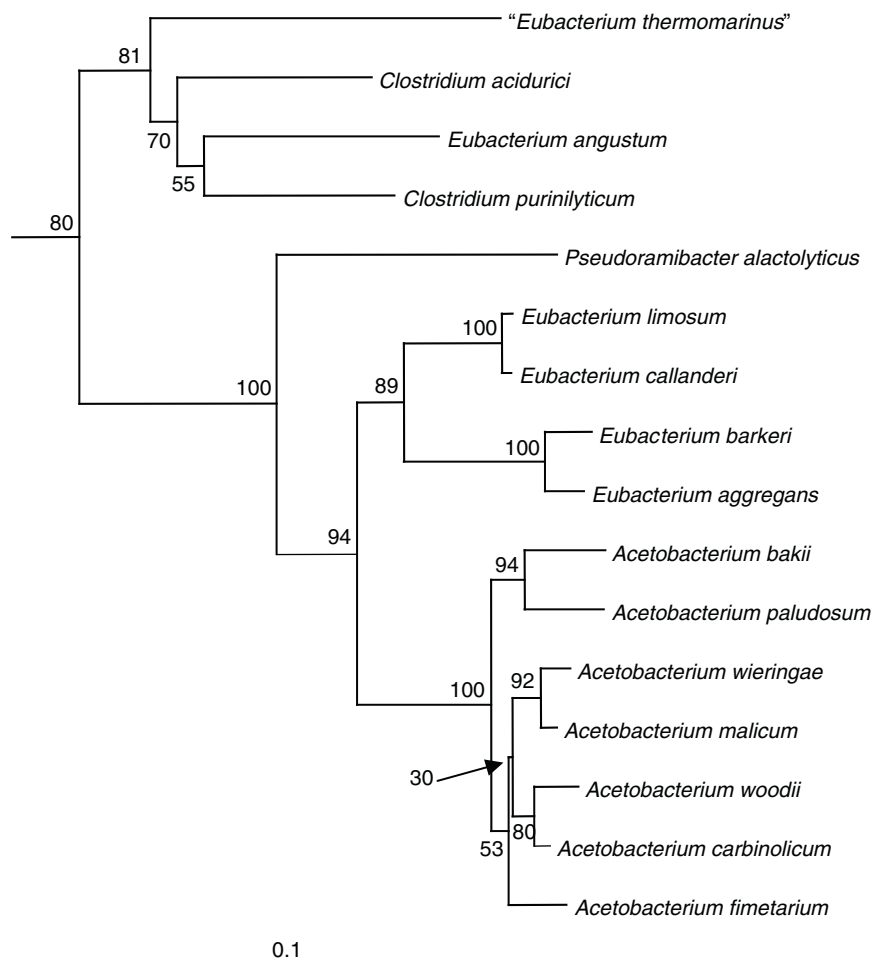 “Eubacterium thermomarinus”
81
Clostridium acidurici
70
Eubacterium angustum
55
Clostridium purinilyticum
80
Pseudoramibacter alactolyticus
Eubacterium limosum
100
Eubacterium callanderi
89
100
Eubacterium barkeri
100
Eubacterium aggregans
94
Acetobacterium bakii
94
Acetobacterium paludosum
Acetobacterium wieringae
92
100
Acetobacterium malicum
30
Acetobacterium woodii
80
53
Acetobacterium carbinolicum
Acetobacterium fimetarium
0.1